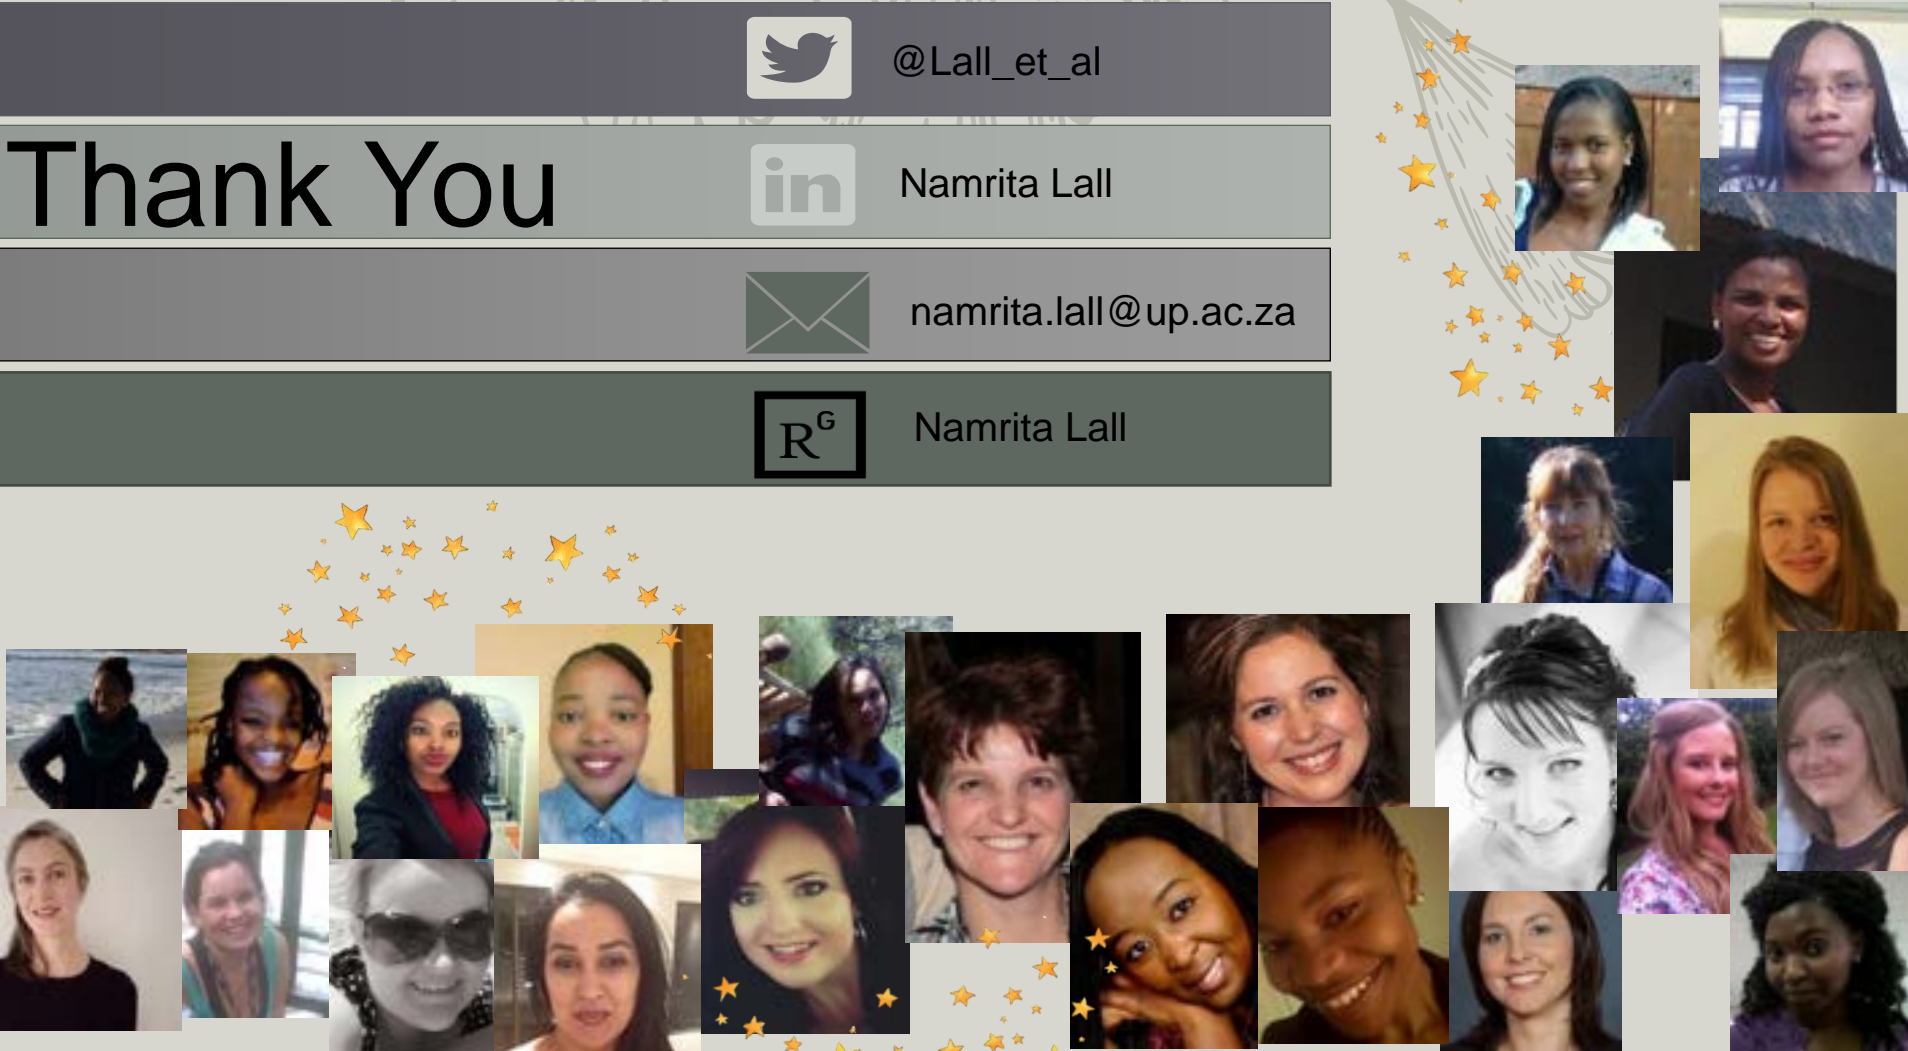 @Lall_et_al
Thank You
in
Namrita Lall
namrita.lall@up.ac.za
RG
Namrita Lall